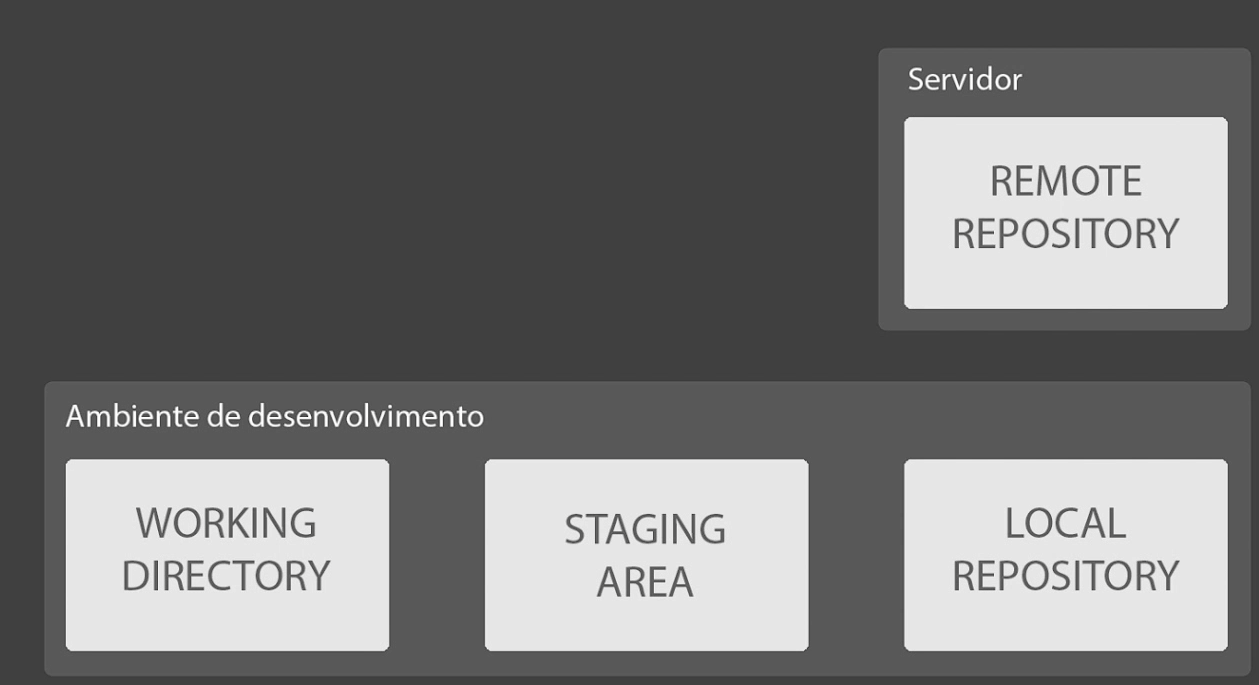 Servidor
REMOTE
REPOSITORY
Ambiente de desenvolvimento
WORKING
DIRECTORY
STAGING
AREA
LOCAL
REPOSITORY